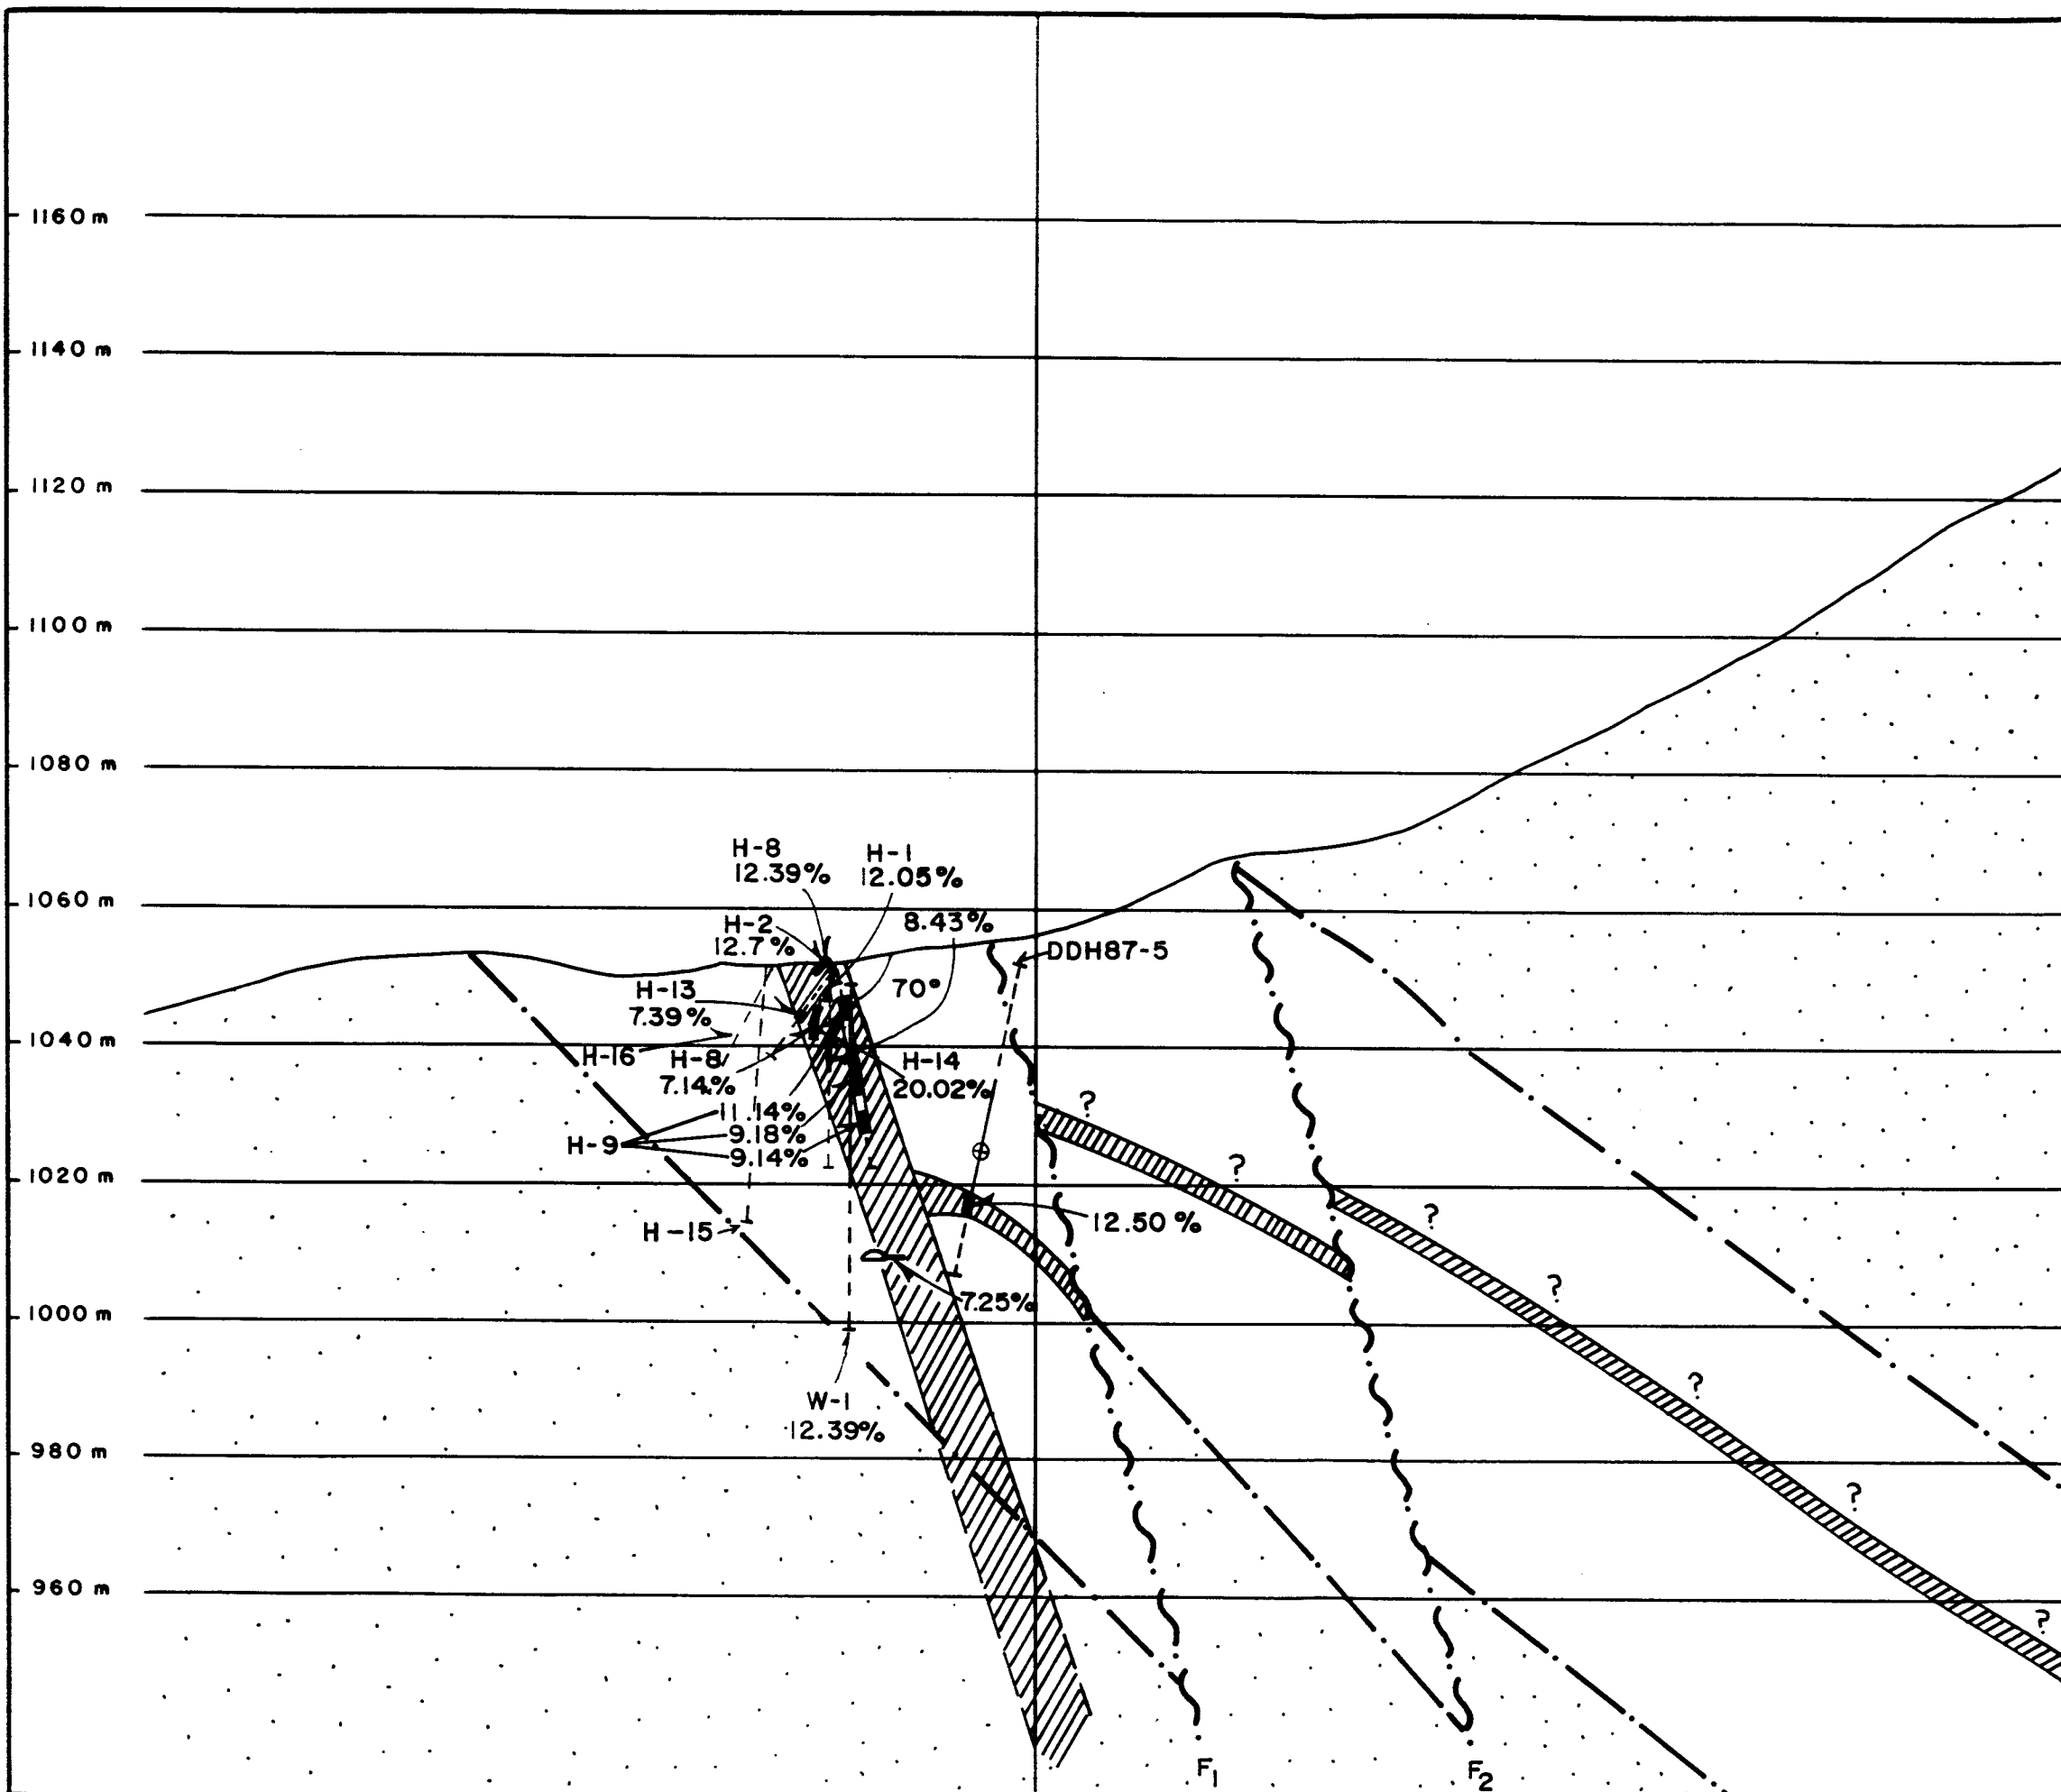 1160 m
1140 m
1120 m
1100 m
1080 m
1060 m
1040 m
1020 m
1000 m
980 m
960 m
H-8
12.39%
H-1
12.05%
8.43%
H-2
12.7%
DDH87-5
70°
H-13
7.39%
H-16
H-8
7.14%
H-14
20.02%
11.14%
H-9
9.18%
9.14%
?
?
?
?
?
?
?
12.50 %
H-15
7.25%
W-1
12.39%
F1
F2